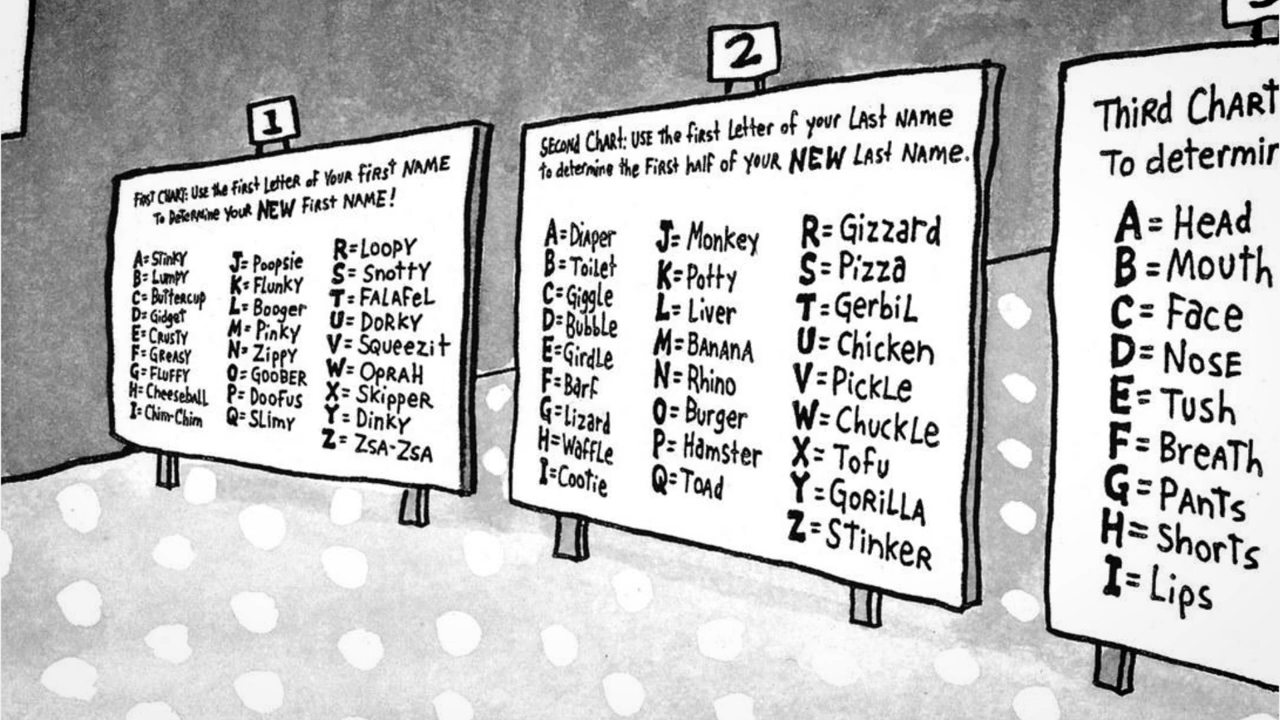 1
First Chart: Use the first Letter of Your first NAME
To Determine Your NEW First NAME!
A=Stinky
B=Lumpy
C=Buttercup
D=Gidget
E=Crusty
F=Greasy
G=Fluffy
H=Cheeseball
I=Chim-Chim
J=Poopsie
K=Flunky
L=Booger
M=Pinky
N=Zippy
O=Goober
P=Doofus
Q=Slimy
R=Loopy
S=Snotty
T=Falafel
U=Dorky
V=Squeezit
W=Oprah
X=Skipper
Y=Dinky
Z=Zsa-Zsa
2
Second Chart: Use the first Letter of your Last Name
to determine the First half of your NEW Last Name.
A=Diaper
B=Toilet
C=Giggle
D=Bubble
E=Girdle
F=Barf
G=Lizard
H=Waffle
I=Cootie
J=Monkey
K=Potty
L=Liver
M=Banana
N=Rhino
O=Burger
P=Hamster
Q=Toad
R=Gizzard
S=Pizza
T=Gerbil
U=Chicken
V=Pickle
W=Chuckle
X=Tofu
Y=Gorilla
Z=Stinker
Third Chart
To
A=Head
B=Mouth
C=Face
D=Nose
E=Tush
F=Breath
G=Pants
H=Shorts
I=Lips